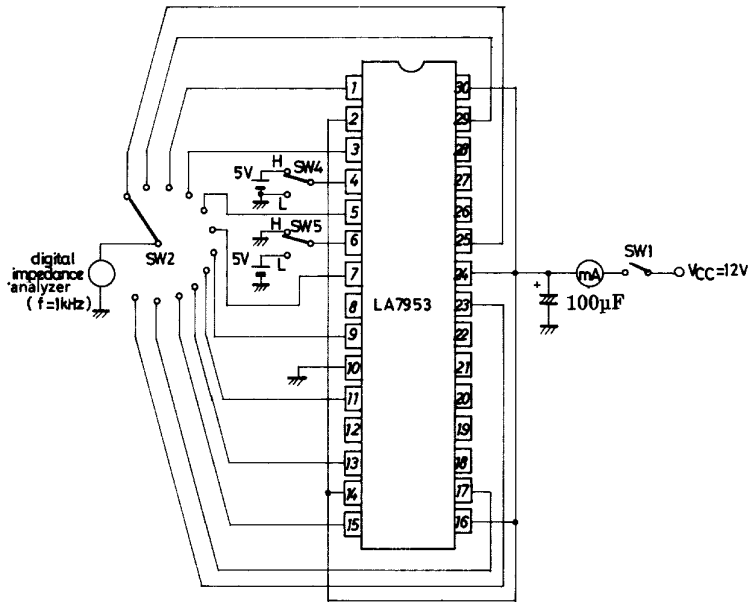 1
2
3
4
5
6
7
8
9
10
11
12
13
14
15
30
29
28
27
26
25
24
23
22
21
20
19
18
17
16
LA7953
H
SW4
5V
L
H
SW5
5V
L
SW2
digital
impedance
analyzer
(f=1kHz)
SW1
mA
VCC=12V
+
100µF